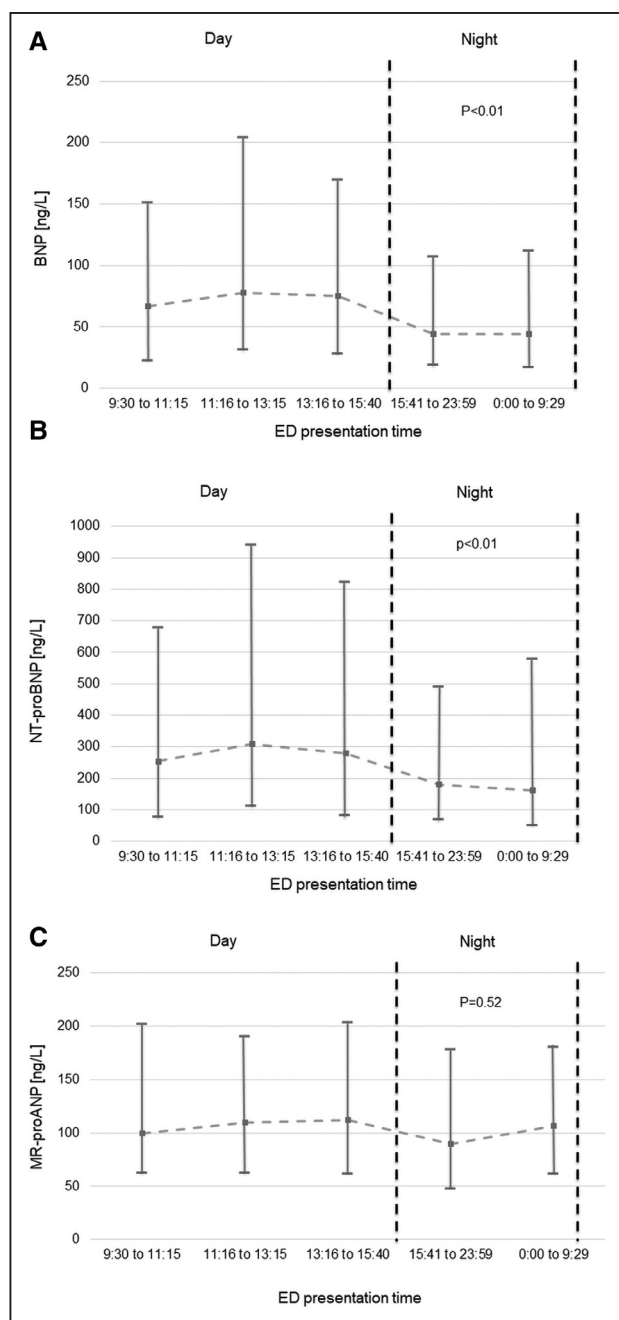 A
Day Night
250
P<0.01
200
150
BNP [ng/L]
100
50
0
9:30 to 11:15 11:16 to 13:15 13:16 to 15:40 15:41 to 23:59 0:00 to 9:29
ED presentation time
B
Day Night
1000
p<0.01
900
800
700
600
NT-proBNP [ng/L]
500
400
300
200
100
0
9:30 to 11:15 11:16 to 13:15 13:16 to 15:40 15:41 to 23:59 0:00 to 9:29
ED presentation time
C
Day Night
250
P=0.52
200
150
MR-proANP [ng/L]
100
50
0
9:30 to 11:15 11:16 to 13:15 13:16 to 15:40 15:41 to 23:59 0:00 to 9:29
ED presentation time